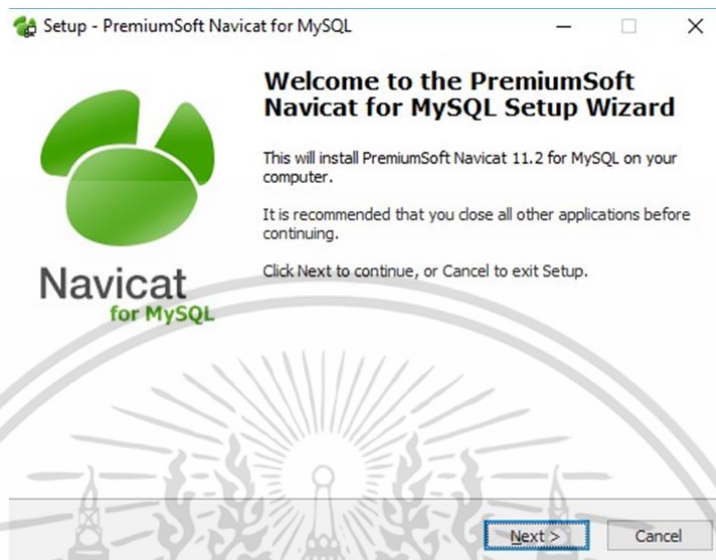 Setup - PremiumSoft Navicat for MySQL
Welcome to the PremiumSoft
Navicat for MySQL Setup Wizard
This will install PremiumSoft Navicat 11.2 for MySQL on your
computer.
It is recommended that you close all other applications before
continuing.
Click Next to continue, or Cancel to exit Setup.
Navicat
for MySQL
Next >
Cancel